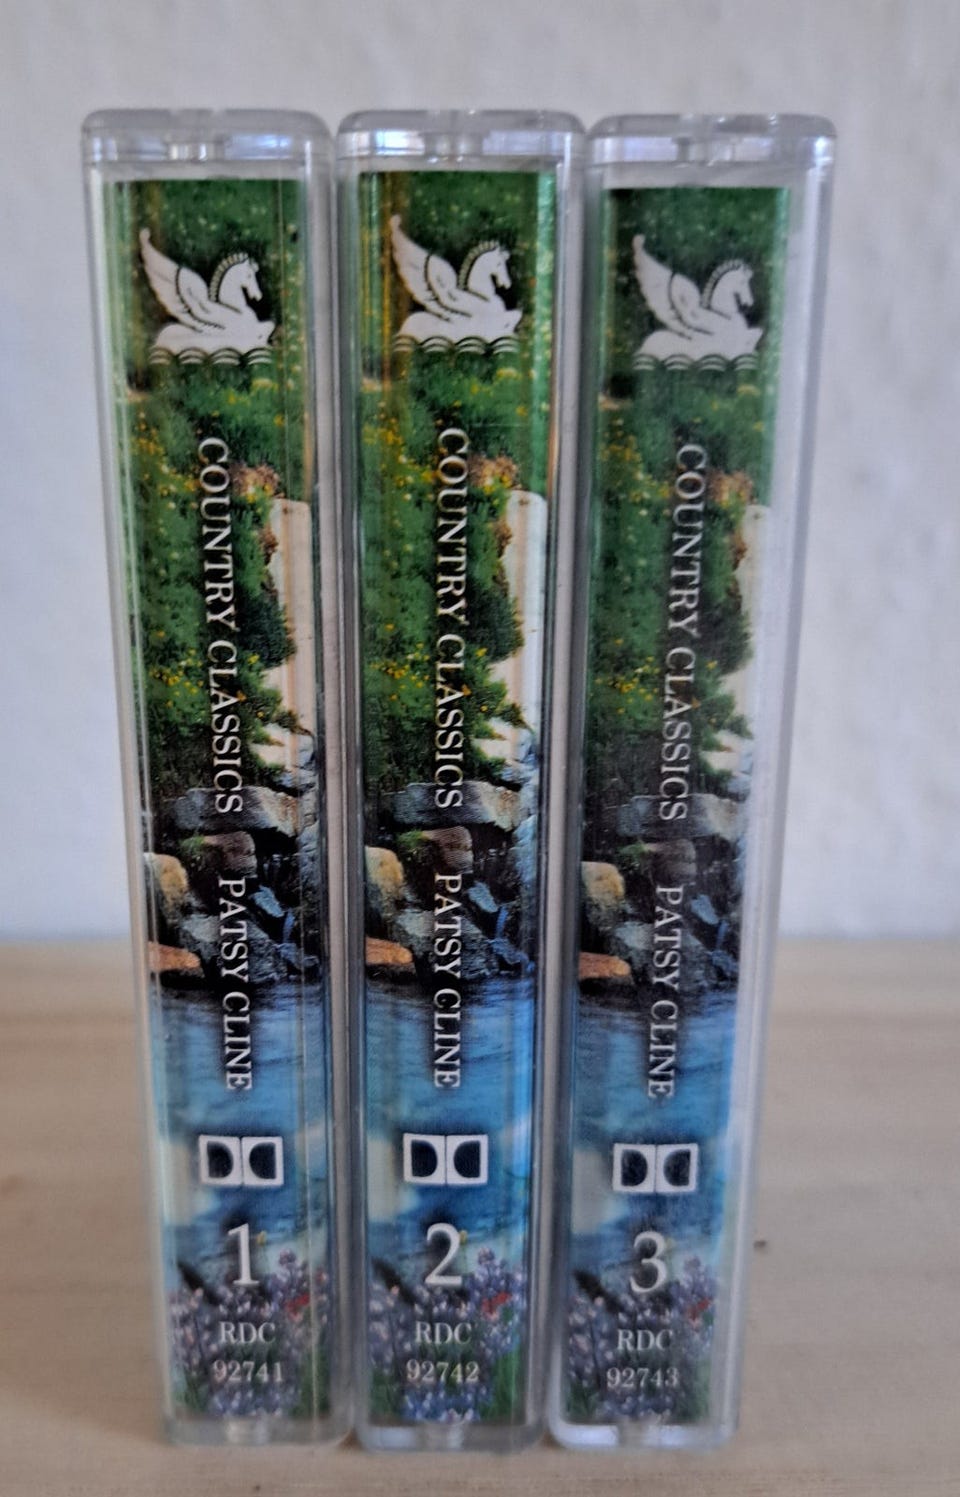 COUNTRY CLASSICS PATSY CLINE
1
RDC
92741
COUNTRY CLASSICS PATSY CLINE
2
RDC
92742
COUNTRY CLASSICS PATSY CLINE
3
RDC
92743